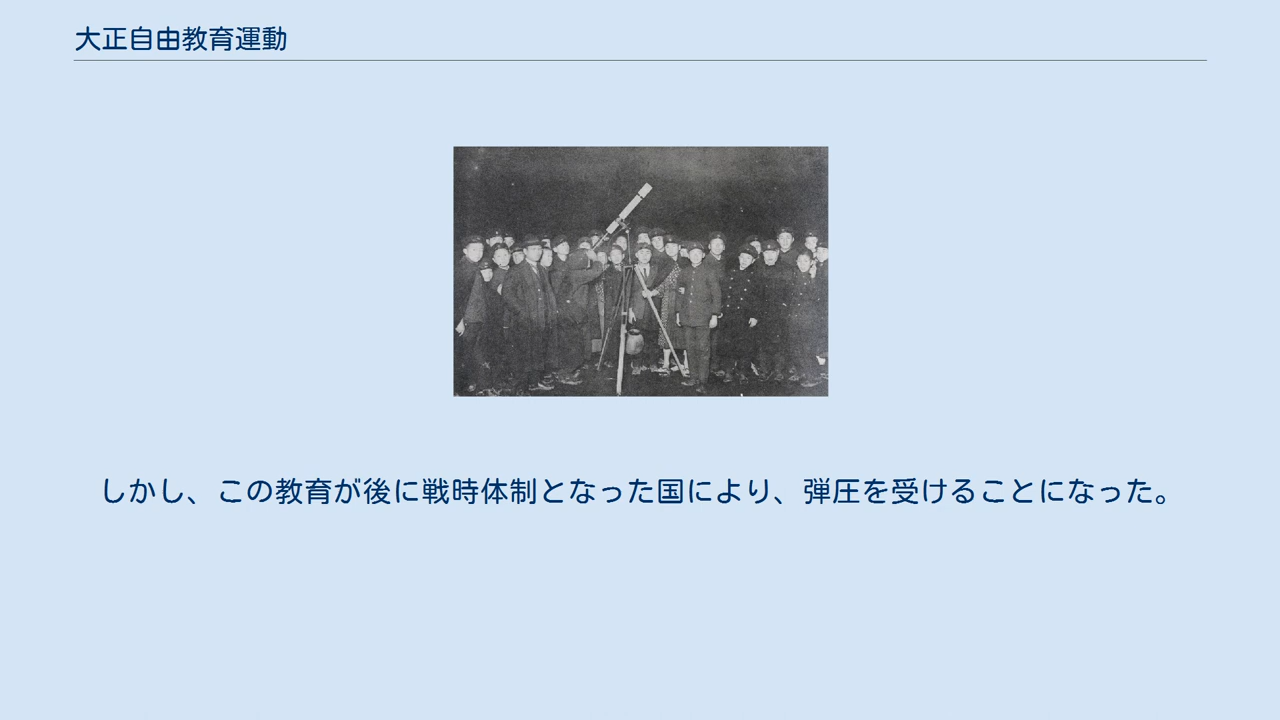 大正自由教育運動
しかし、この教育が後に戦時体制となった国により、弾圧を受けることになった。